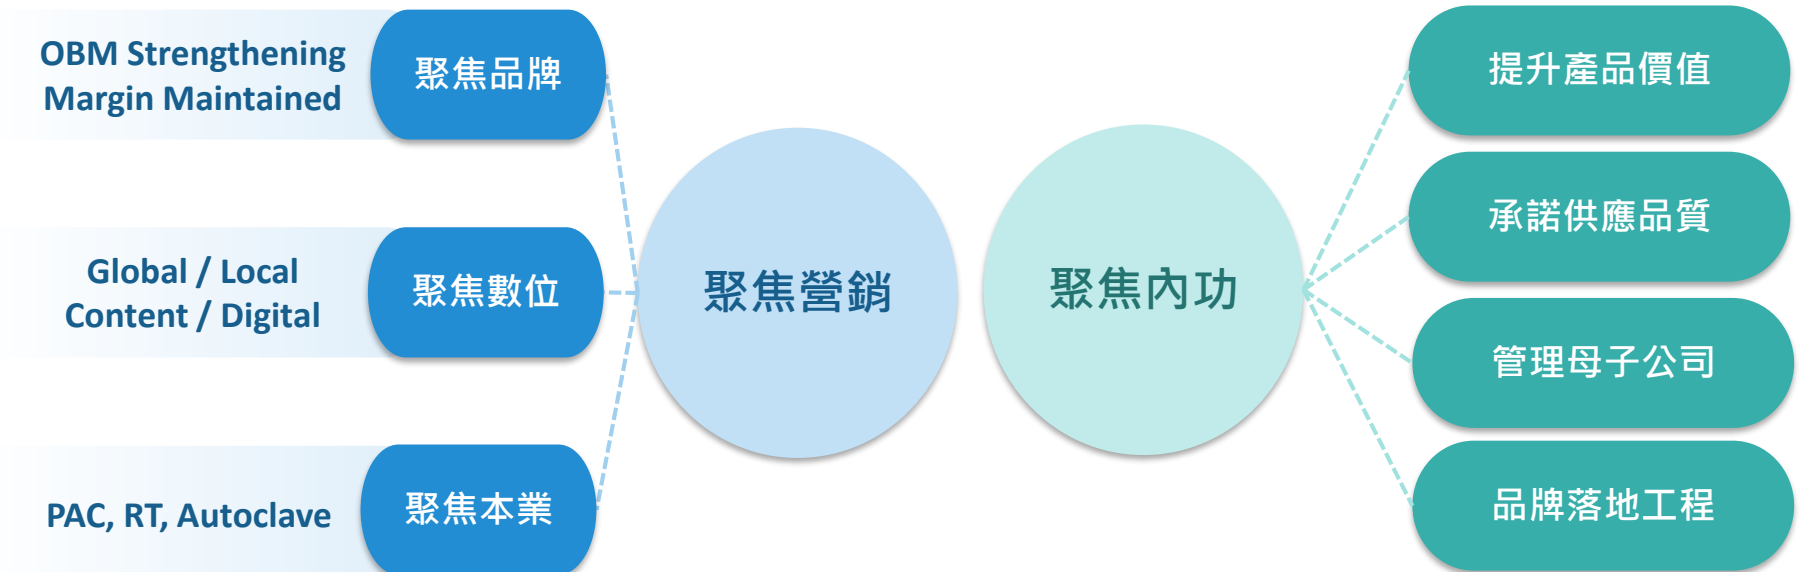 OBM Strengthening
Margin Maintained
聚焦品牌
Global / Local
Content / Digital
聚焦數位
PAC, RT, Autoclave
聚焦本業
聚焦營銷
聚焦內功
提升產品價值
承諾供應品質
管理母子公司
品牌落地工程